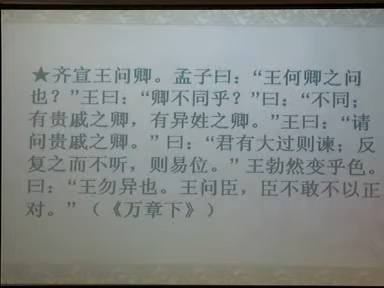 ★齐宣王问卿。孟子曰：“王何卿之问
也？”王曰：“卿不同乎？”曰：“不同；
有贵戚之卿，有异姓之卿。”王曰：“请
问贵戚之卿。”曰：“君有大过则谏；反
复之而不听，则易位。”王勃然变乎色。
曰：“王勿异也。王问臣，臣不敢不以正
对。”（《万章下》）